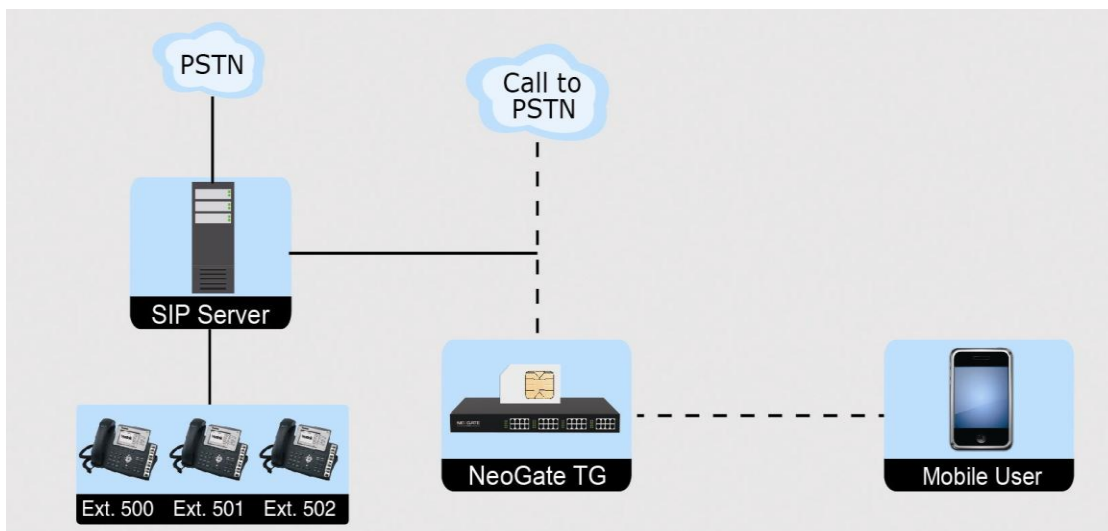 PSTN
Call to
PSTN
SIP Server
NeoGate TG
Mobile User
Ext. 500 Ext. 501 Ext. 502